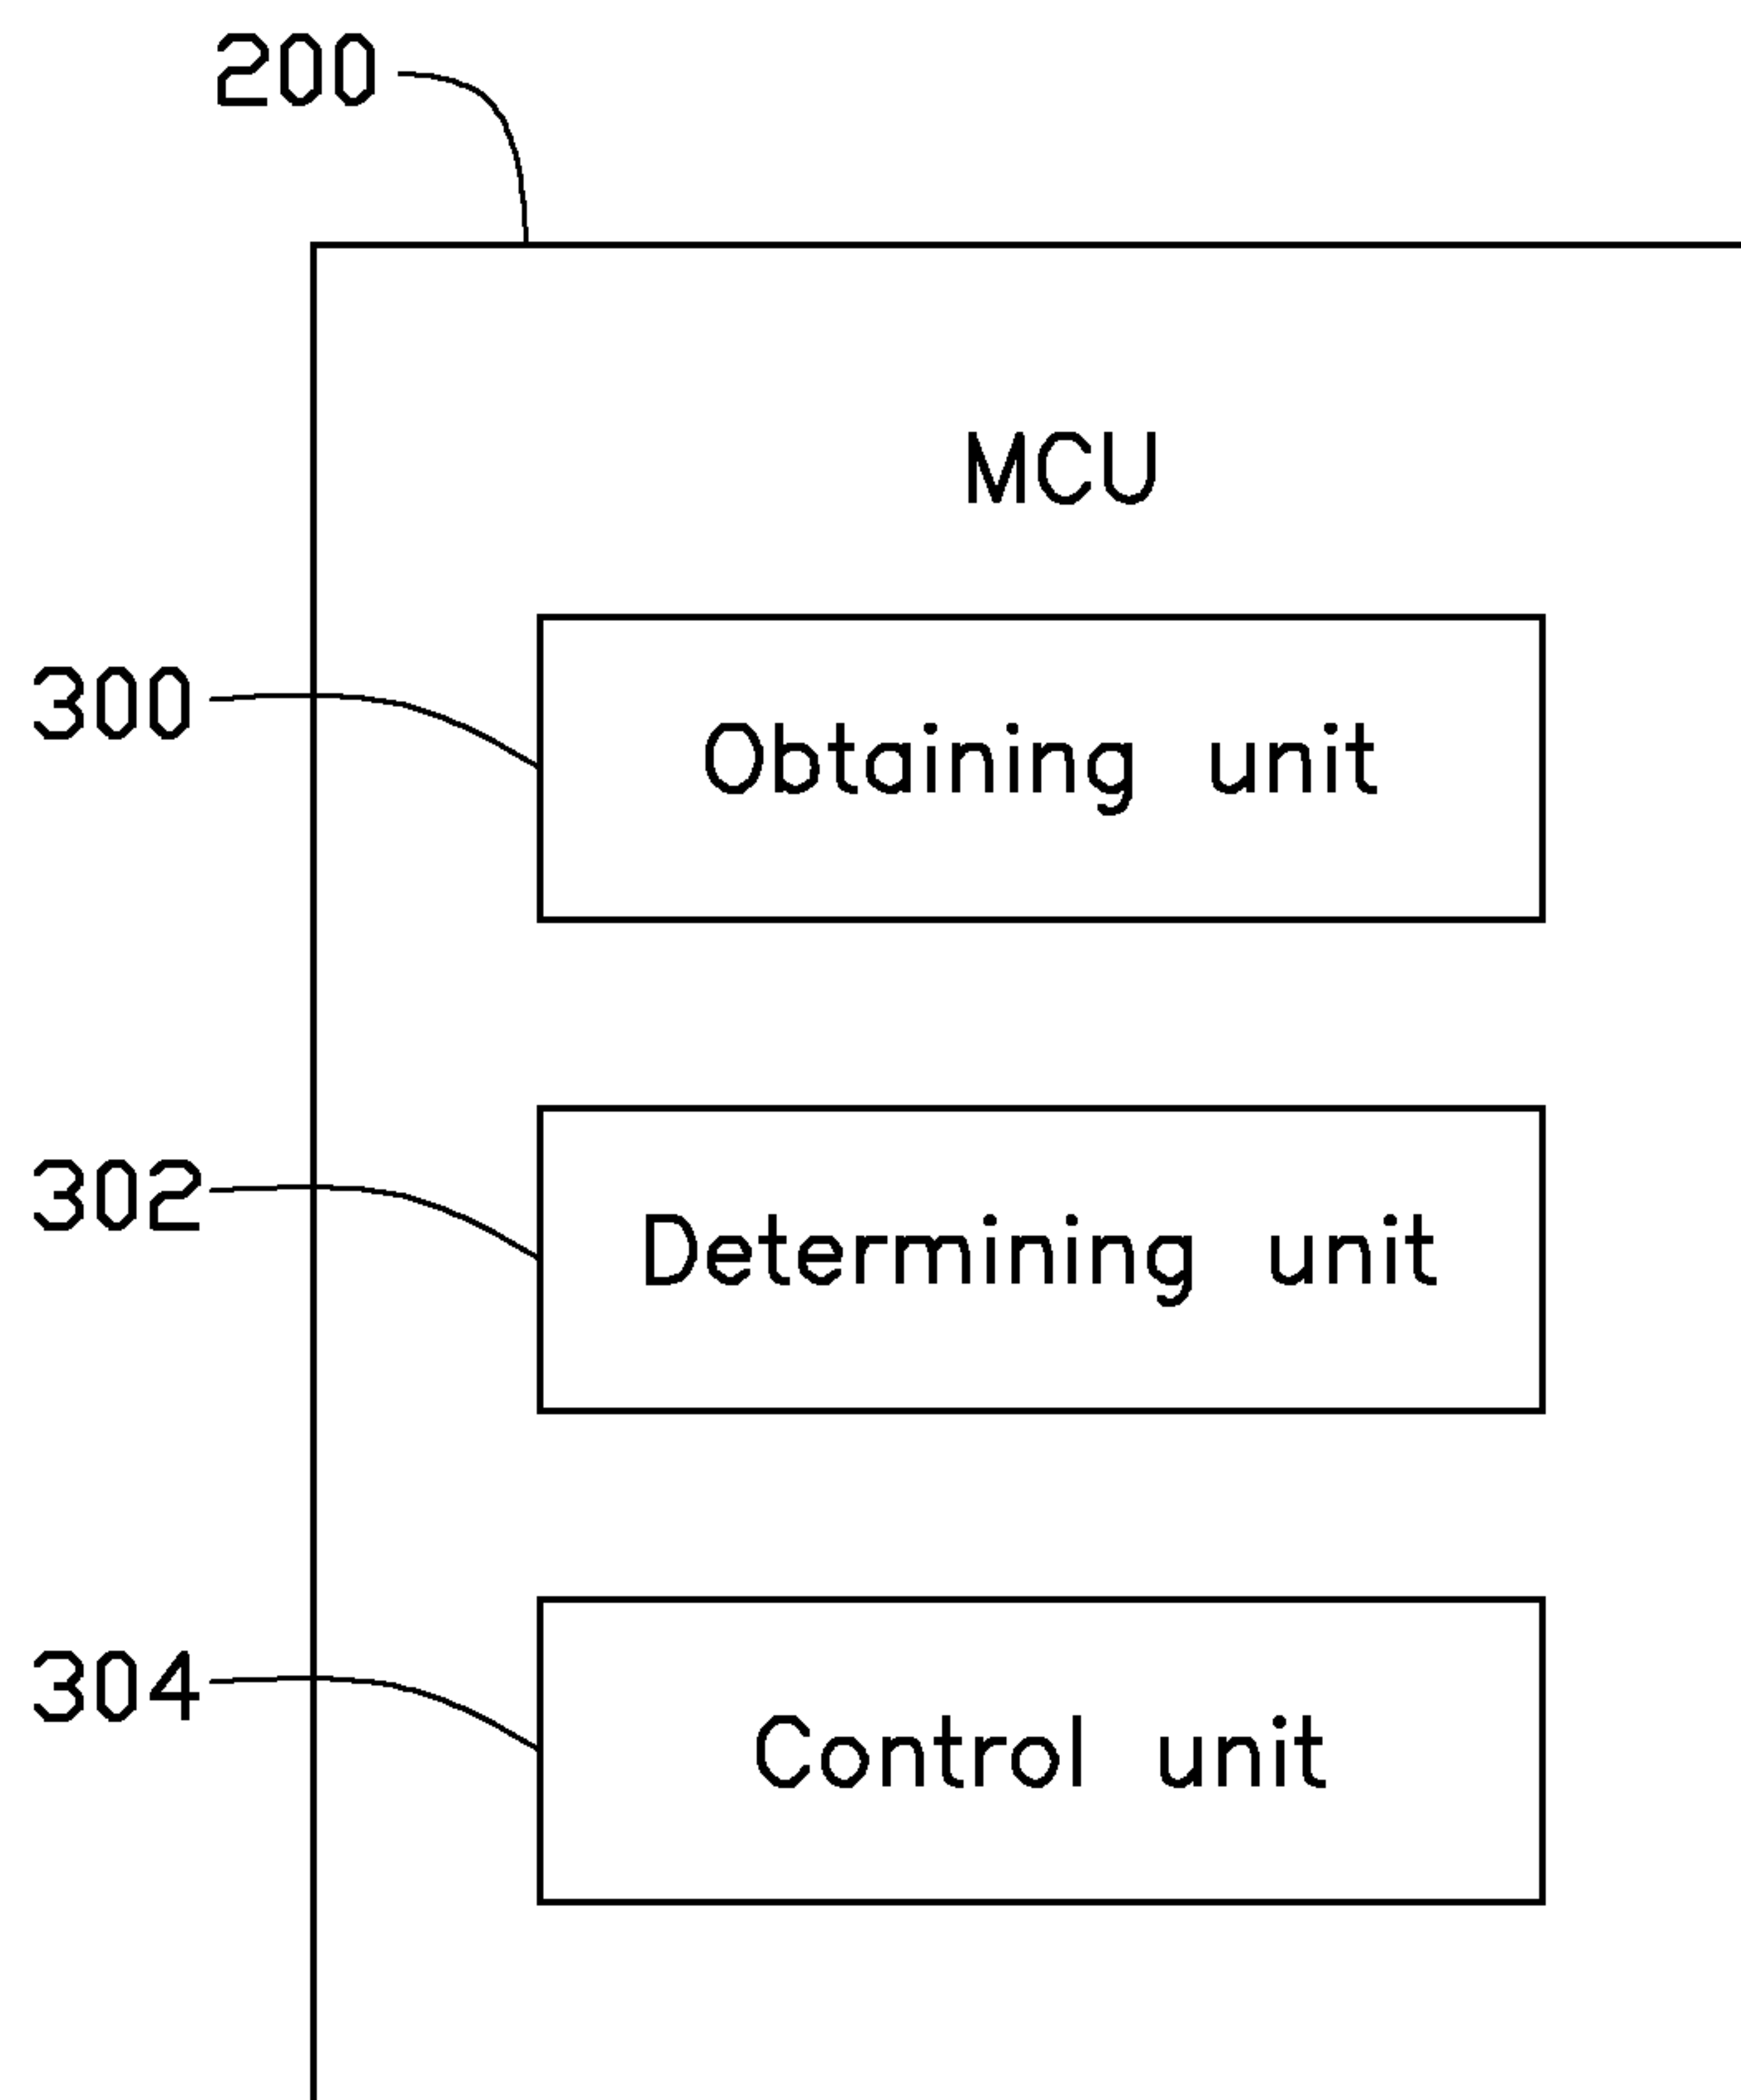 200
MCU
300
Obtaining unit
302
Determining unit
304
Control unit